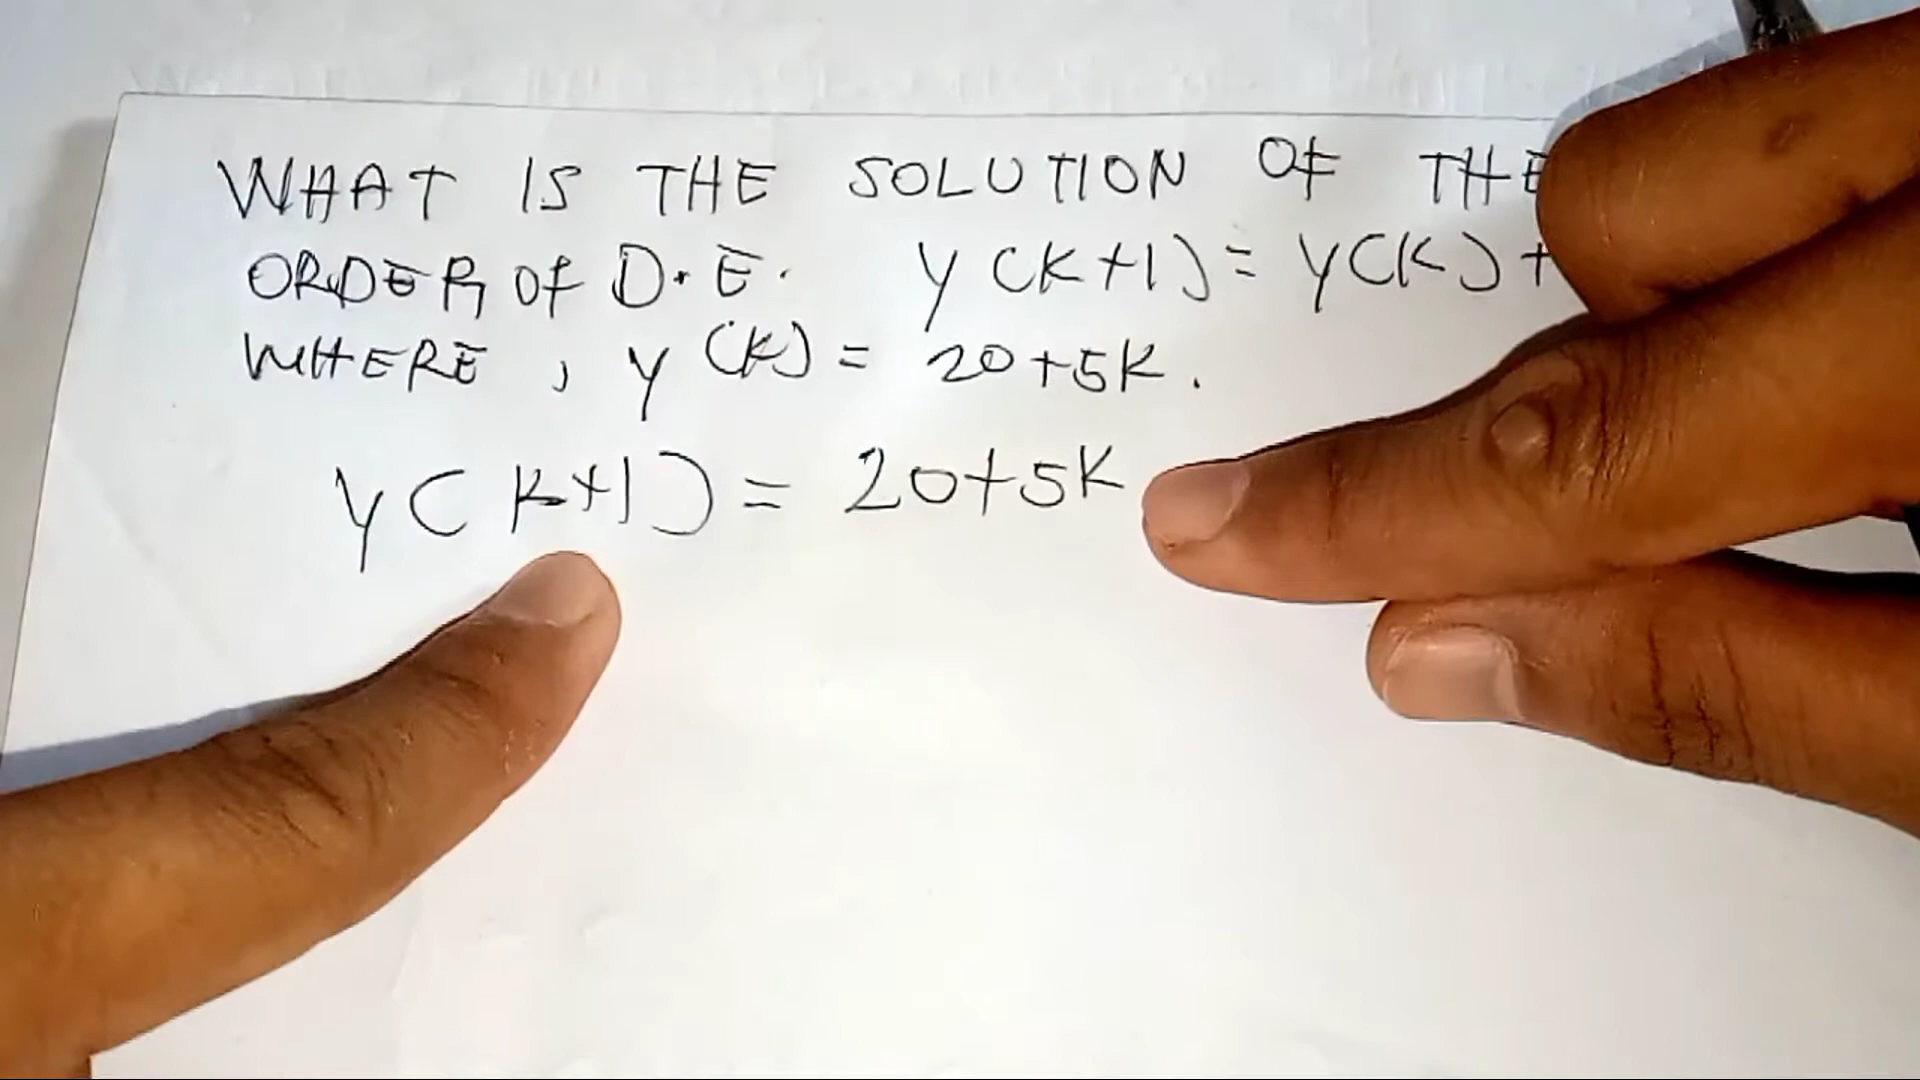 WHAT IS THE SOLUTION OF THE
ORDER OF D.E. Y(K+1) = Y(K) +
WHERE, Y(K) = 20+5K.
Y(K+1) = 20+5K